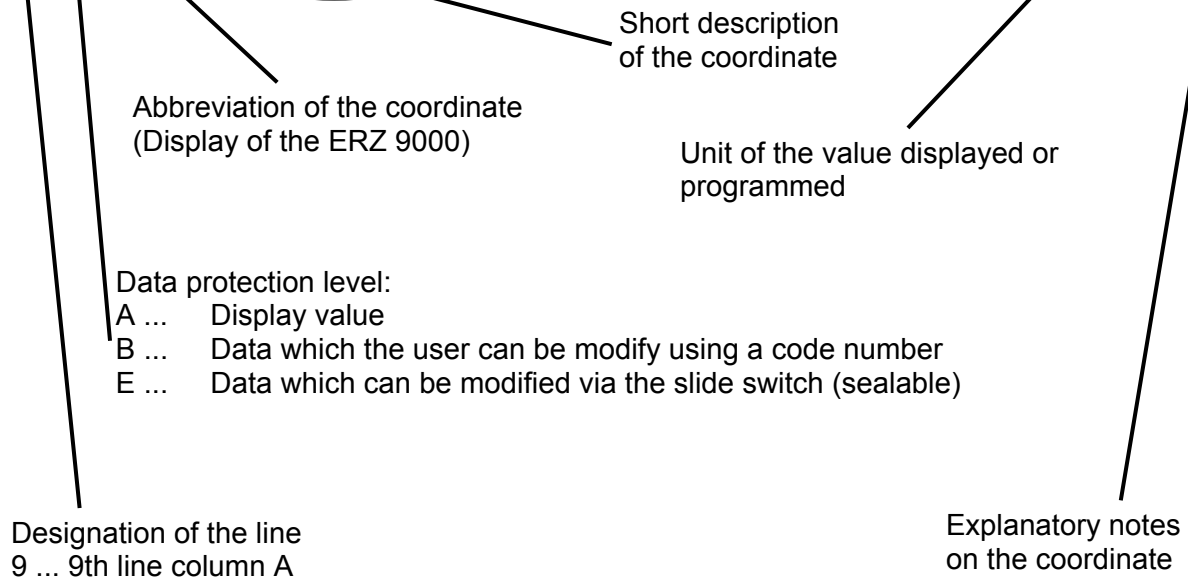 Short description
of the coordinate
Abbreviation of the coordinate
(Display of the ERZ 9000)
Unit of the value displayed or
programmed
Data protection level:
A ... Display value
B ... Data which the user can be modify using a code number
E ... Data which can be modified via the slide switch (sealable)
Designation of the line
9 ... 9th line column A
Explanatory notes
on the coordinate